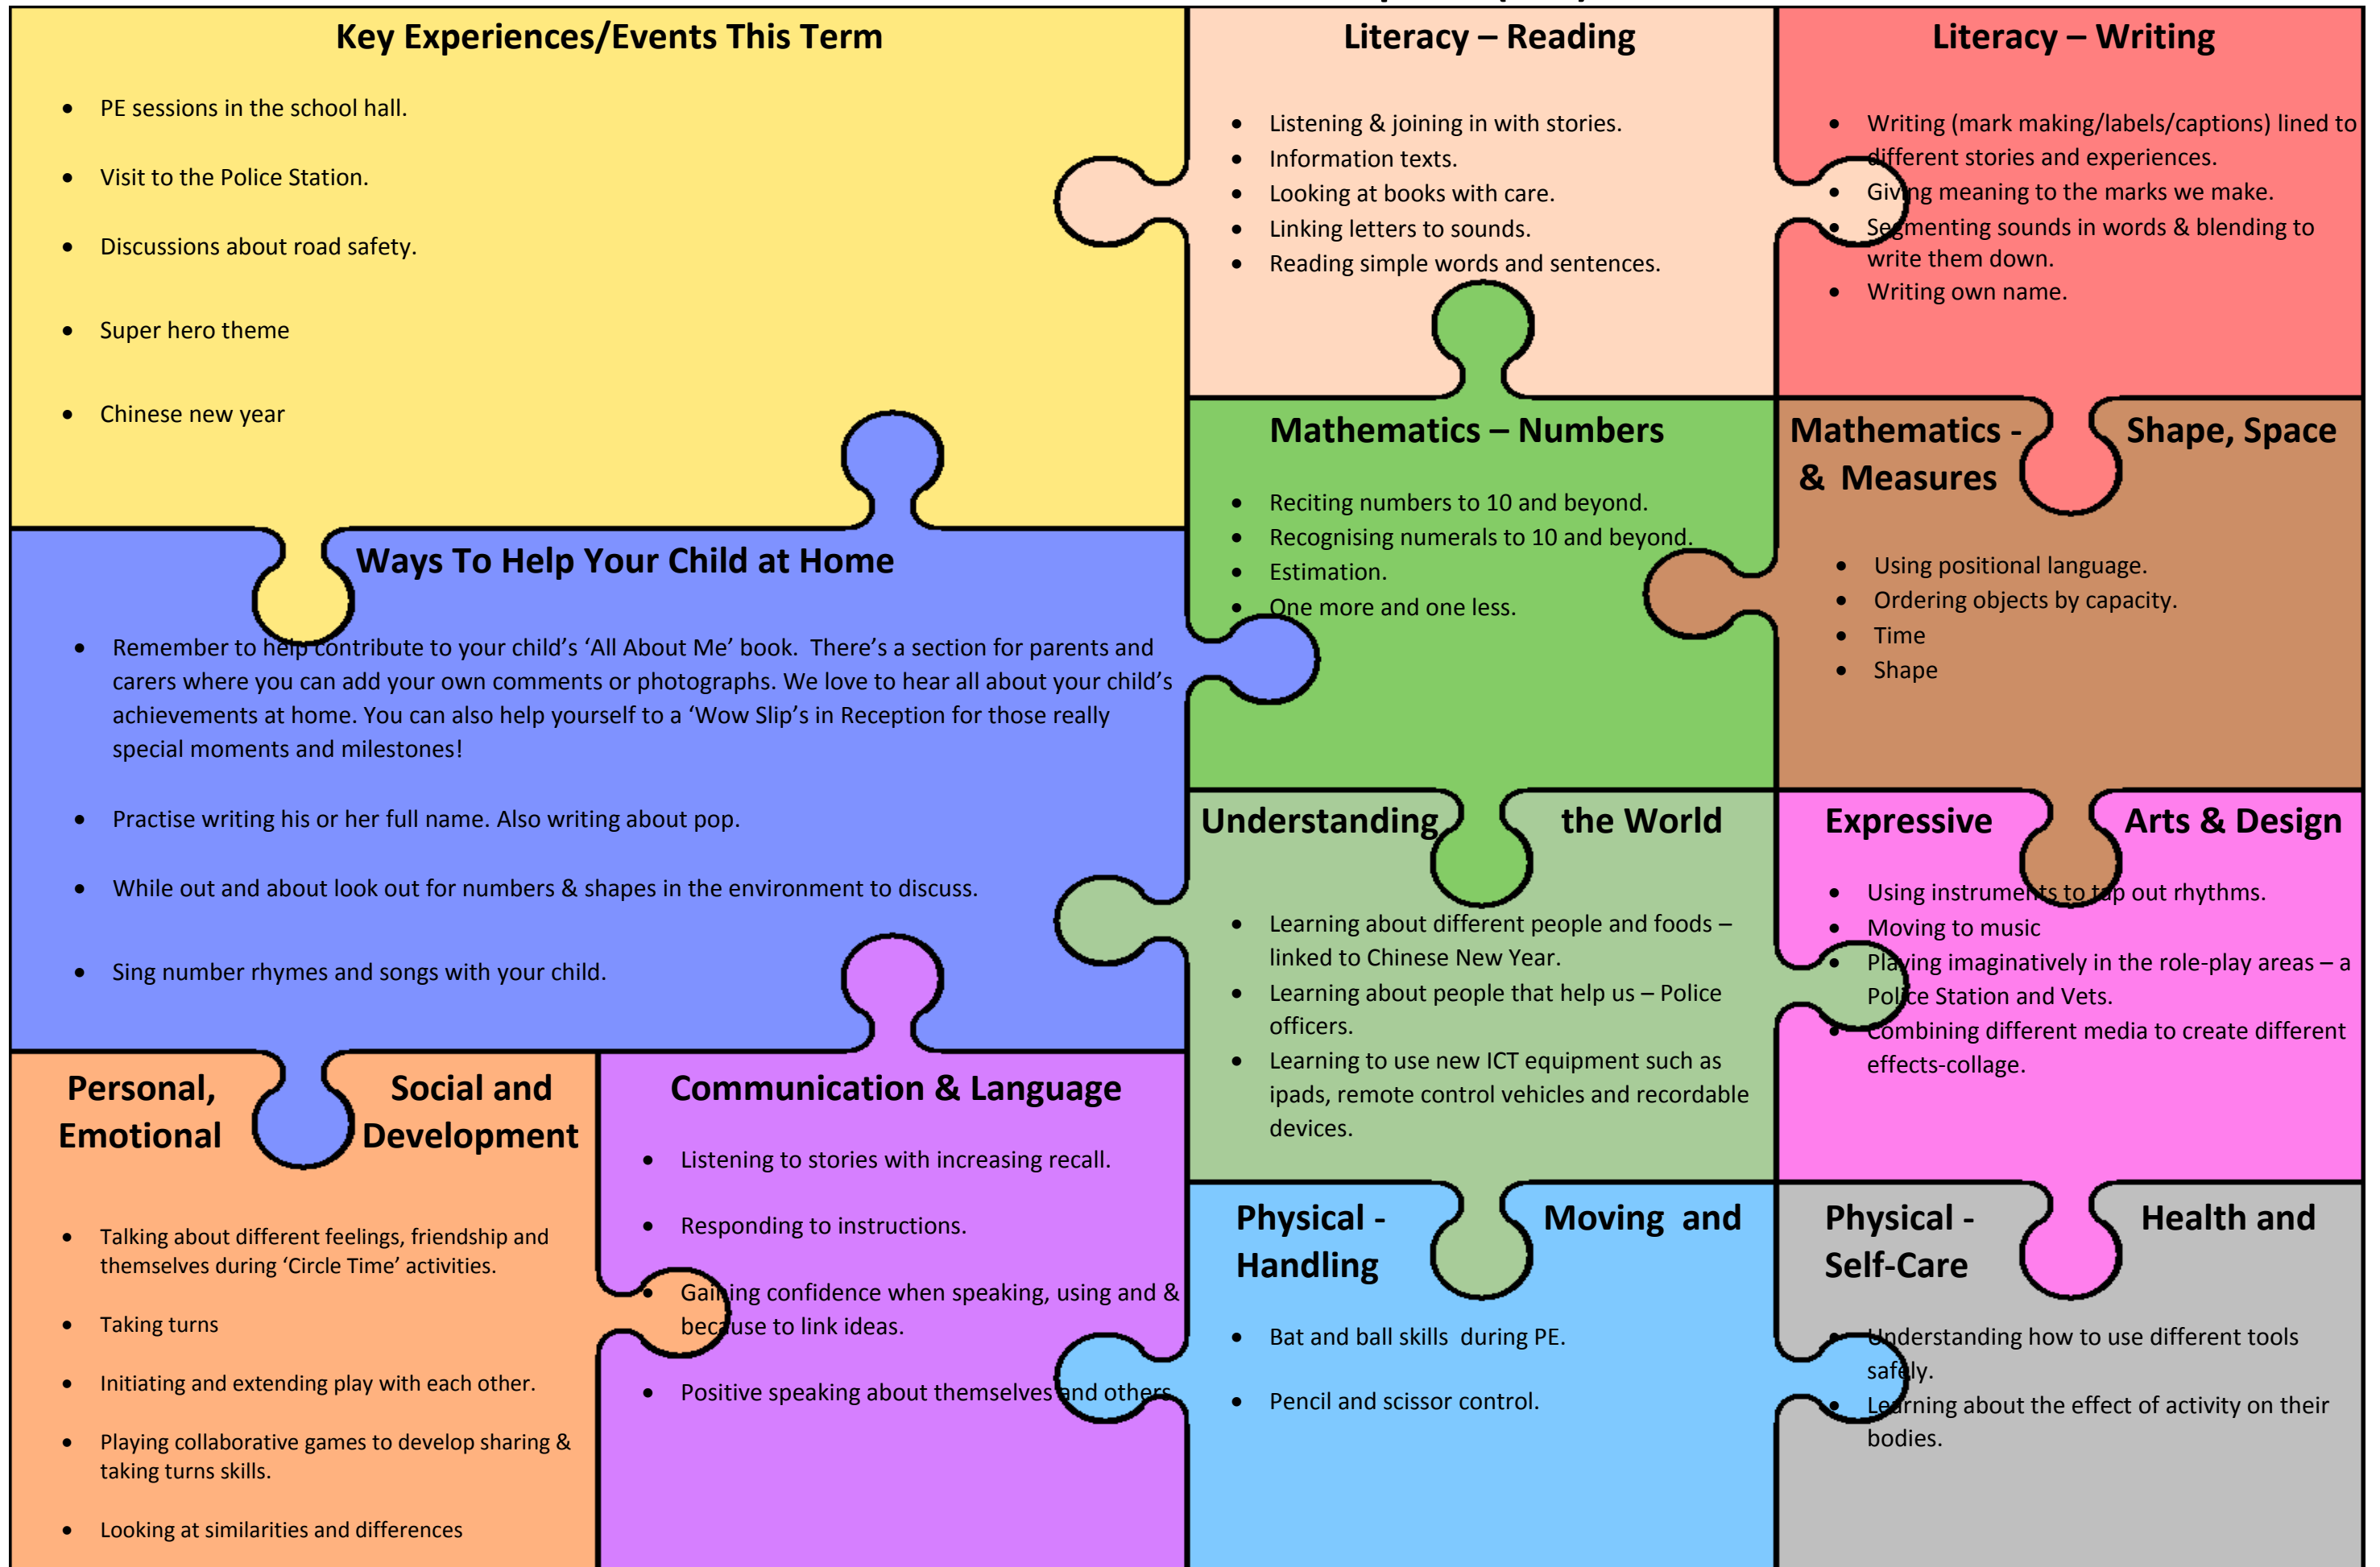 Key Experiences/Events This Term
• PE sessions in the school hall.
• Visit to the Police Station.
• Discussions about road safety.
• Super hero theme
• Chinese new year
Literacy – Reading
• Listening & joining in with stories.
• Information texts.
• Looking at books with care.
• Linking letters to sounds.
• Reading simple words and sentences.
Literacy – Writing
• Writing (mark making/labels/captions) lined to
different stories and experiences.
• Giving meaning to the marks we make.
• Segmenting sounds in words & blending to
write them down.
• Writing own name.
Mathematics – Numbers
• Reciting numbers to 10 and beyond.
• Recognising numerals to 10 and beyond.
• Estimation.
• One more and one less.
Mathematics - Shape, Space
& Measures
• Using positional language.
• Ordering objects by capacity.
• Time
• Shape
Ways To Help Your Child at Home
• Remember to help contribute to your child’s ‘All About Me’ book. There’s a section for parents and
carers where you can add your own comments or photographs. We love to hear all about your child’s
achievements at home. You can also help yourself to a ‘Wow Slip’s in Reception for those really
special moments and milestones!
• Practise writing his or her full name. Also writing about pop.
• While out and about look out for numbers & shapes in the environment to discuss.
• Sing number rhymes and songs with your child.
Understanding the World
• Learning about different people and foods –
linked to Chinese New Year.
• Learning about people that help us – Police
officers.
• Learning to use new ICT equipment such as
ipads, remote control vehicles and recordable
devices.
Expressive Arts & Design
• Using instruments to tap out rhythms.
• Moving to music
• Playing imaginatively in the role-play areas – a
Police Station and Vets.
• Combining different media to create different
effects-collage.
Personal, Social and
Emotional Development
• Talking about different feelings, friendship and
themselves during ‘Circle Time’ activities.
• Taking turns
• Initiating and extending play with each other.
• Playing collaborative games to develop sharing &
taking turns skills.
• Looking at similarities and differences
Communication & Language
• Listening to stories with increasing recall.
• Responding to instructions.
• Gaining confidence when speaking, using and &
because to link ideas.
• Positive speaking about themselves and others.
Physical - Moving and
Handling
• Bat and ball skills during PE.
• Pencil and scissor control.
Physical - Health and
Self-Care
• Understanding how to use different tools
safely.
• Learning about the effect of activity on their
bodies.